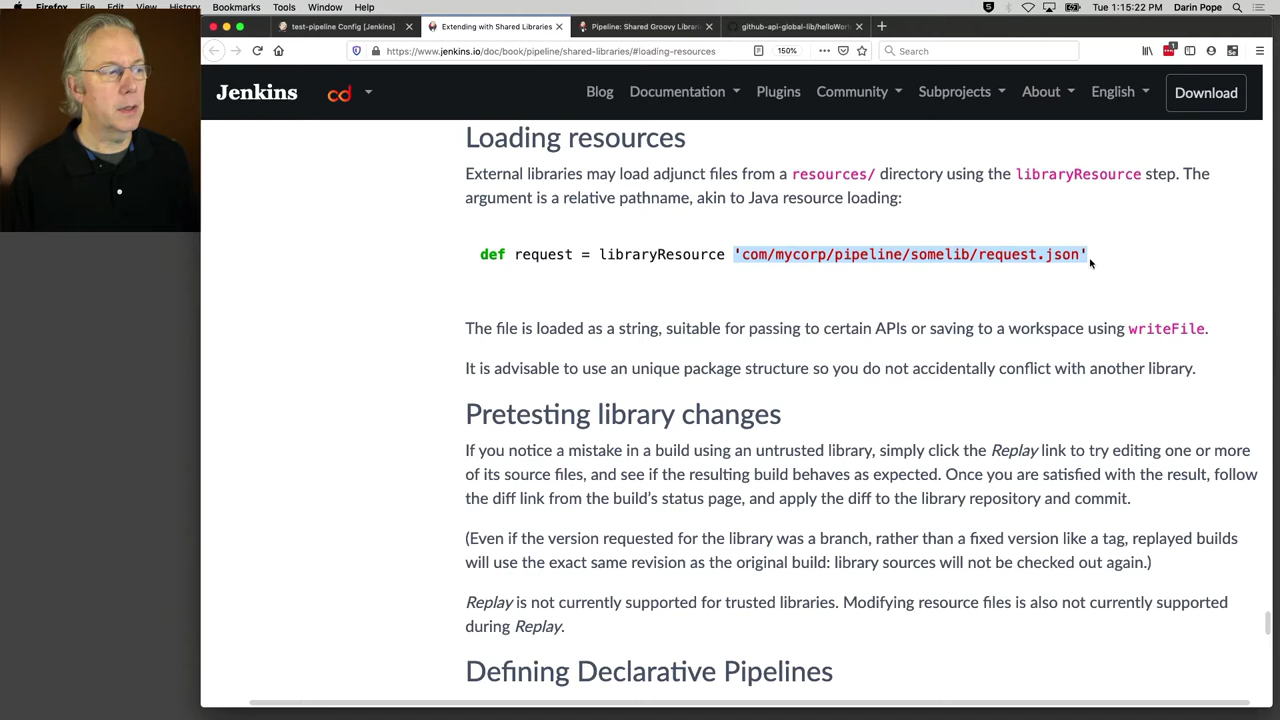 Firefox File Edit View History Bookmarks Tools Window Help Tue 1:15:22 PM Darin Pope
test-pipeline Config [Jenkins] Extending with Shared Libraries Pipeline: Shared Groovy Librari github-api-global-lib/helloWorl
https://www.jenkins.io/doc/book/pipeline/shared-libraries/#loading-resources 150% Search
Jenkins cd Blog Documentation Plugins Community Subprojects About English Download
Loading resources
External libraries may load adjunct files from a resources/ directory using the libraryResource step. The
argument is a relative pathname, akin to Java resource loading:
def request = libraryResource 'com/mycorp/pipeline/somelib/request.json'
The file is loaded as a string, suitable for passing to certain APIs or saving to a workspace using writeFile.
It is advisable to use an unique package structure so you do not accidentally conflict with another library.
Pretesting library changes
If you notice a mistake in a build using an untrusted library, simply click the Replay link to try editing one or more
of its source files, and see if the resulting build behaves as expected. Once you are satisfied with the result, follow
the diff link from the build's status page, and apply the diff to the library repository and commit.
(Even if the version requested for the library was a branch, rather than a fixed version like a tag, replayed builds
will use the exact same revision as the original build: library sources will not be checked out again.)
Replay is not currently supported for trusted libraries. Modifying resource files is also not currently supported
during Replay.
Defining Declarative Pipelines